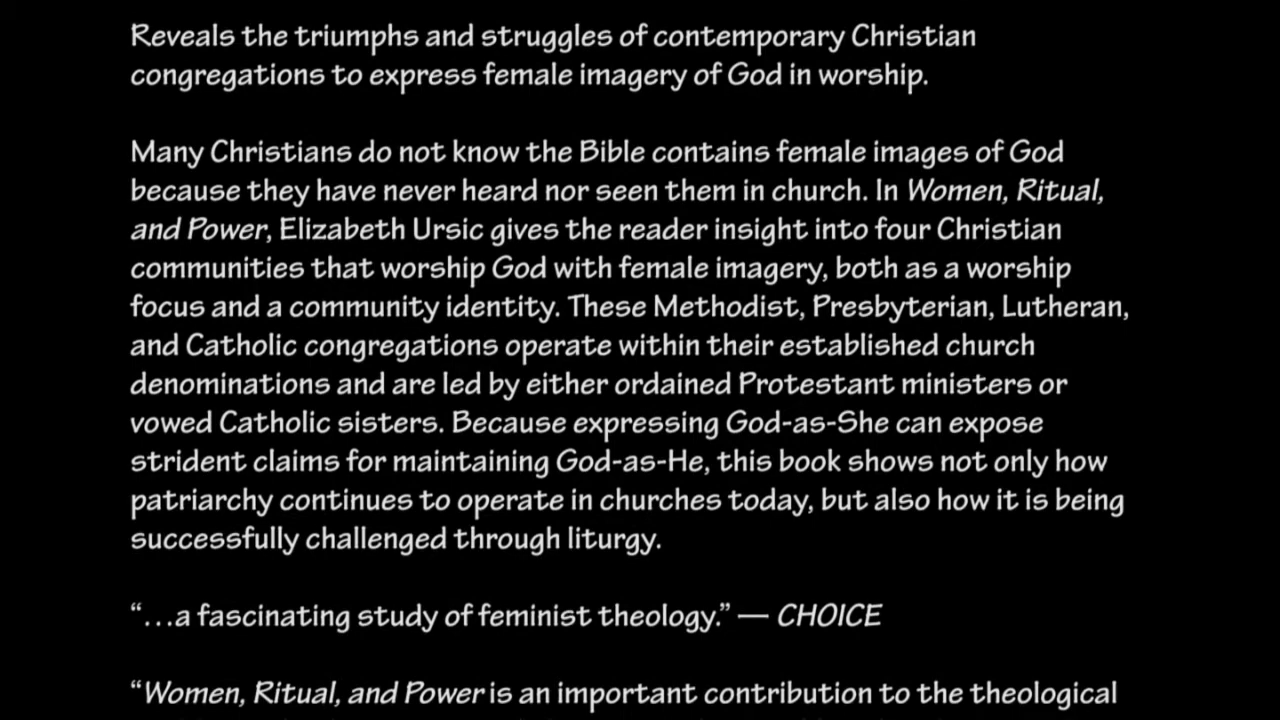 Reveals the triumphs and struggles of contemporary Christian
congregations to express female imagery of God in worship.
Many Christians do not know the Bible contains female images of God
because they have never heard nor seen them in church. In Women, Ritual,
and Power, Elizabeth Ursic gives the reader insight into four Christian
communities that worship God with female imagery, both as a worship
focus and a community identity. These Methodist, Presbyterian, Lutheran,
and Catholic congregations operate within their established church
denominations and are led by either ordained Protestant ministers or
vowed Catholic sisters. Because expressing God-as-She can expose
strident claims for maintaining God-as-He, this book shows not only how
patriarchy continues to operate in churches today, but also how it is being
successfully challenged through liturgy.
“…a fascinating study of feminist theology.” — CHOICE
“Women, Ritual, and Power is an important contribution to the theological